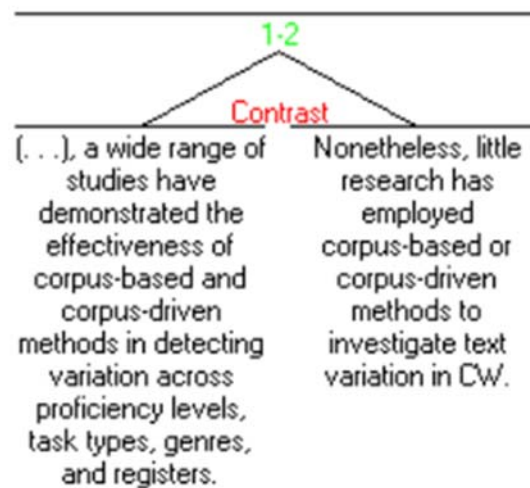 1-2
Contrast
(. . .), a wide range of
studies have
demonstrated the
effectiveness of
corpus-based and
corpus-driven
methods in detecting
variation across
proficiency levels,
task types, genres,
and registers.
Nonetheless, little
research has
employed
corpus-based or
corpus-driven
methods to
investigate text
variation in CW.